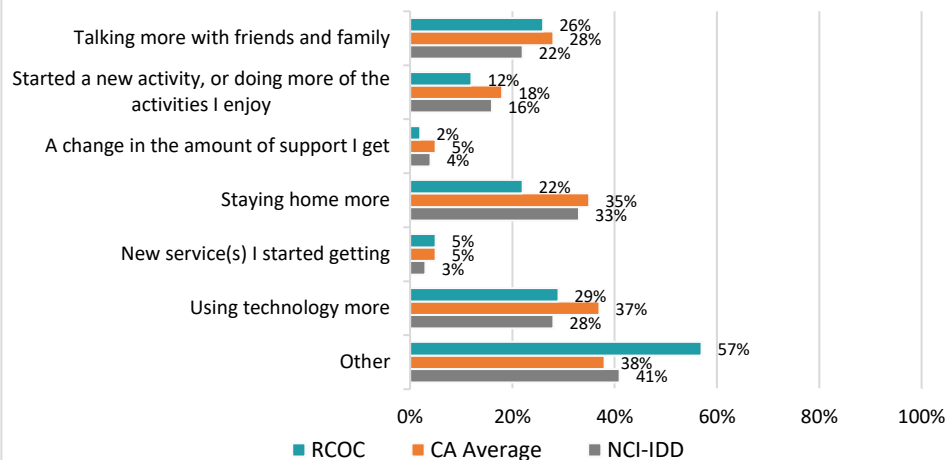 Talking more with friends and family
26%
28%
22%
Started a new activity, or doing more of the
activities I enjoy
12%
18%
16%
A change in the amount of support I get
2%
5%
4%
Staying home more
22%
35%
33%
New service(s) I started getting
5%
5%
3%
Using technology more
29%
37%
28%
Other
57%
38%
41%
0% 20% 40% 60% 80% 100%
RCOC CA Average NCI-IDD